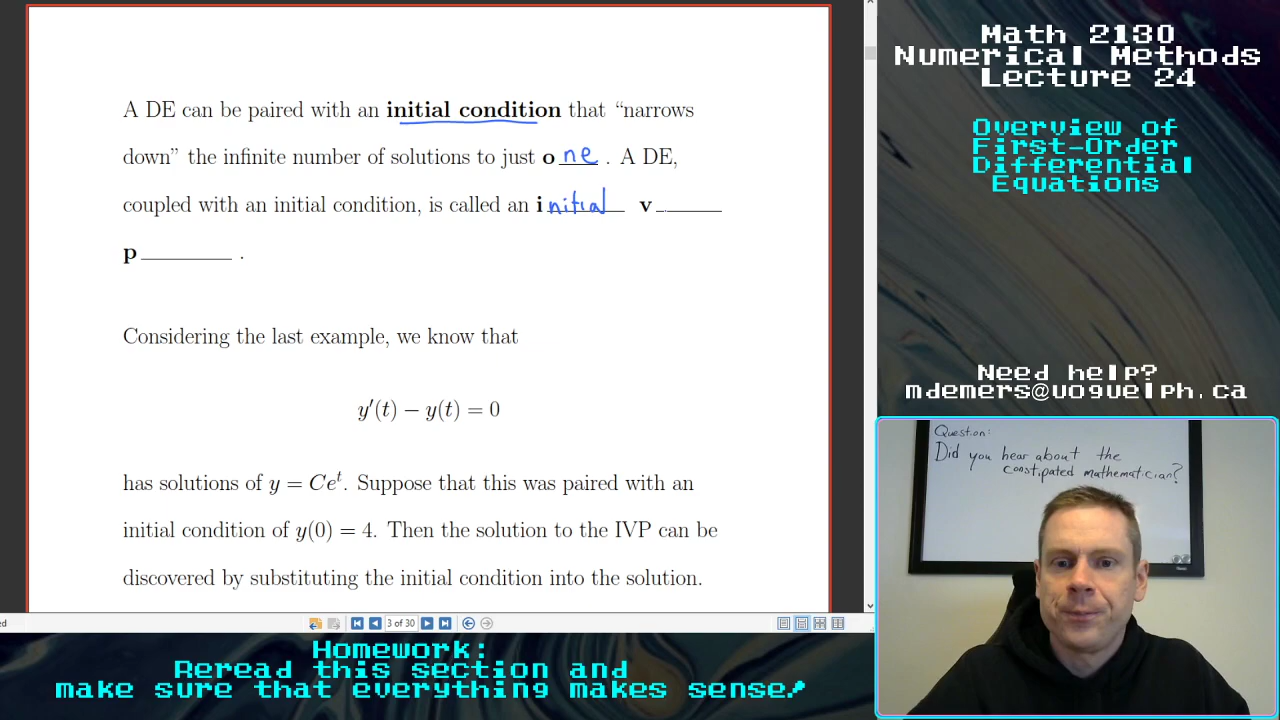 A DE can be paired with an initial condition that “narrows
down” the infinite number of solutions to just one. A DE,
coupled with an initial condition, is called an initial v______
p________ .
Considering the last example, we know that
y′(t) − y(t) = 0
has solutions of y = Ce^t. Suppose that this was paired with an
initial condition of y(0) = 4. Then the solution to the IVP can be
discovered by substituting the initial condition into the solution.
3 of 30
Math 2130
Numerical Methods
Lecture 24
Overview of
First-Order
Differential
Equations
Need help?
mdemers@uoguelph.ca
Question:
Did you hear about the
constipated mathematician?
Homework:
Reread this section and
make sure that everything makes sense!